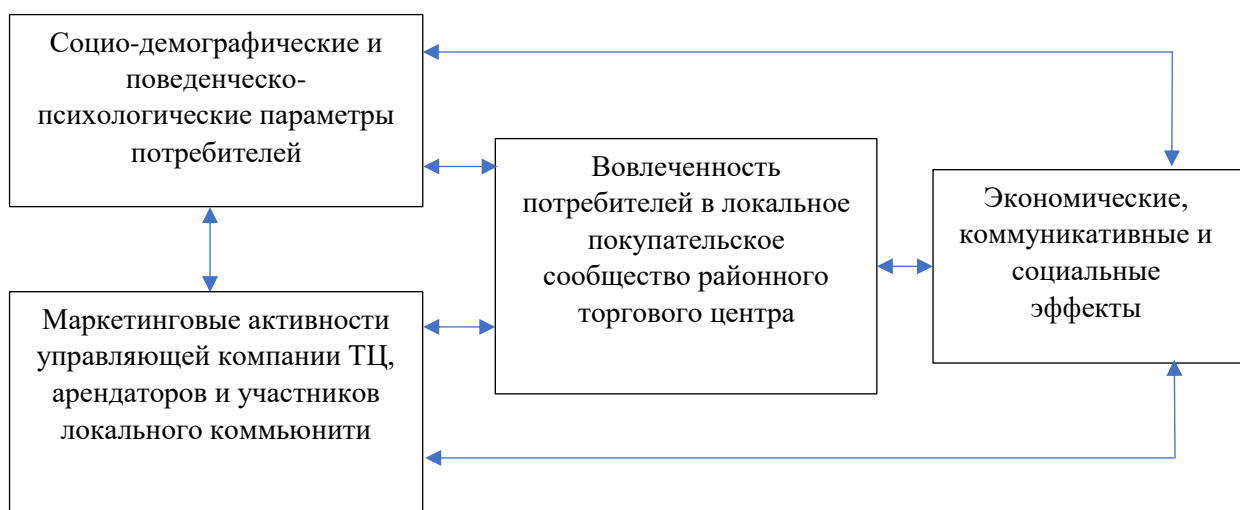 Социо-демографические и
поведенческо-
психологические параметры
потребителей
Вовлеченность
потребителей в локальное
покупательское
сообщество районного
торгового центра
Экономические,
коммуникативные и
социальные
эффекты
Маркетинговые активности
управляющей компании ТЦ,
арендаторов и участников
локального коммьюнити